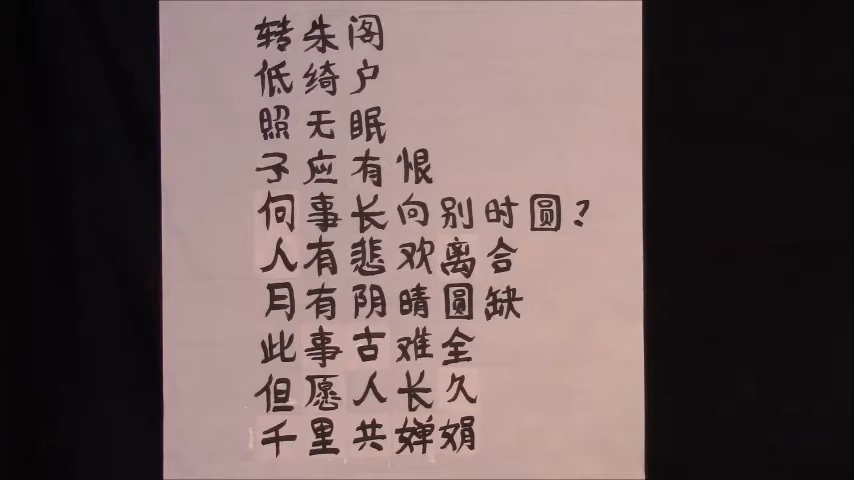 转朱阁
低绮户
照无眠
子应有恨
何事长向别时圆？
人有悲欢离合
月有阴晴圆缺
此事古难全
但愿人长久
千里共婵娟